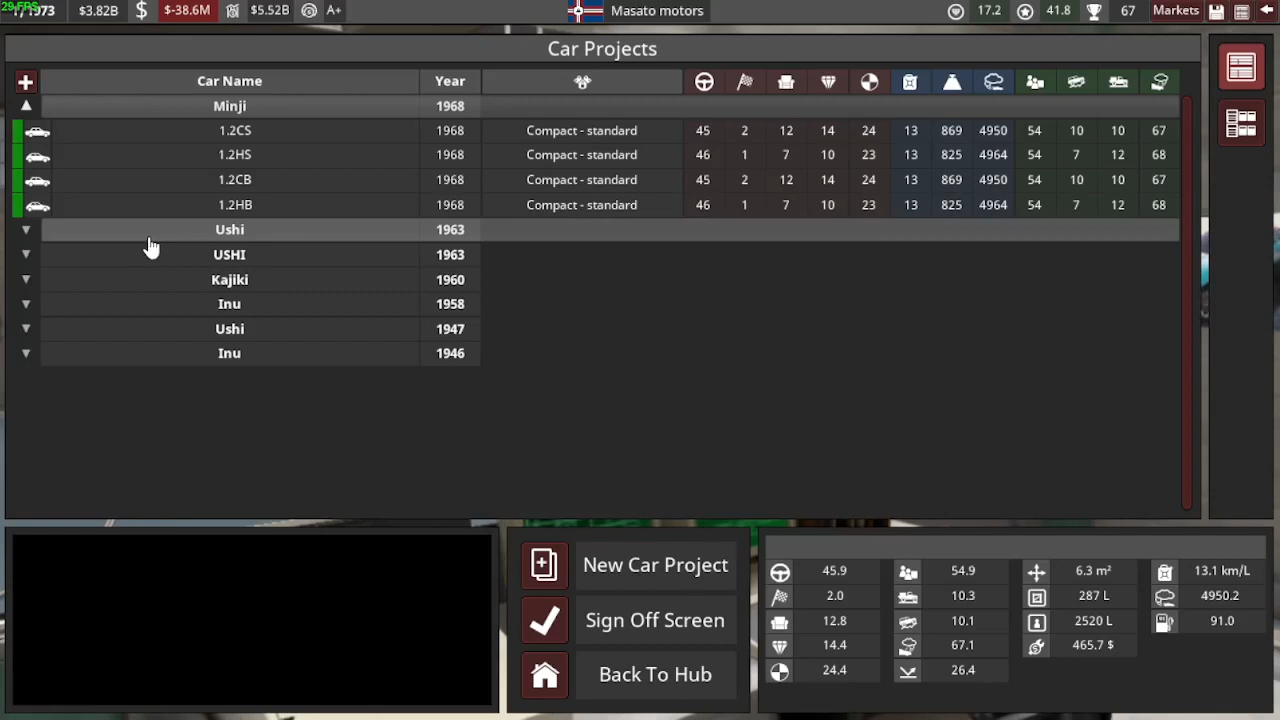 29 FPS
1/1973 $3.82B $ $-38.6M $5.52B A+ Masato motors 17.2 41.8 67 Markets
Car Projects
Car Name Year
Minji 1968
1.2CS 1968 Compact - standard 45 2 12 14 24 13 869 4950 54 10 10 67
1.2HS 1968 Compact - standard 46 1 7 10 23 13 825 4964 54 7 12 68
1.2CB 1968 Compact - standard 45 2 12 14 24 13 869 4950 54 10 10 67
1.2HB 1968 Compact - standard 46 1 7 10 23 13 825 4964 54 7 12 68
Ushi 1963
USHI 1963
Kajiki 1960
Inu 1958
Ushi 1947
Inu 1946
New Car Project
Sign Off Screen
Back To Hub
45.9 54.9 6.3 m² 13.1 km/L
2.0 10.3 287 L 4950.2
12.8 10.1 2520 L 91.0
14.4 67.1 465.7 $
24.4 26.4